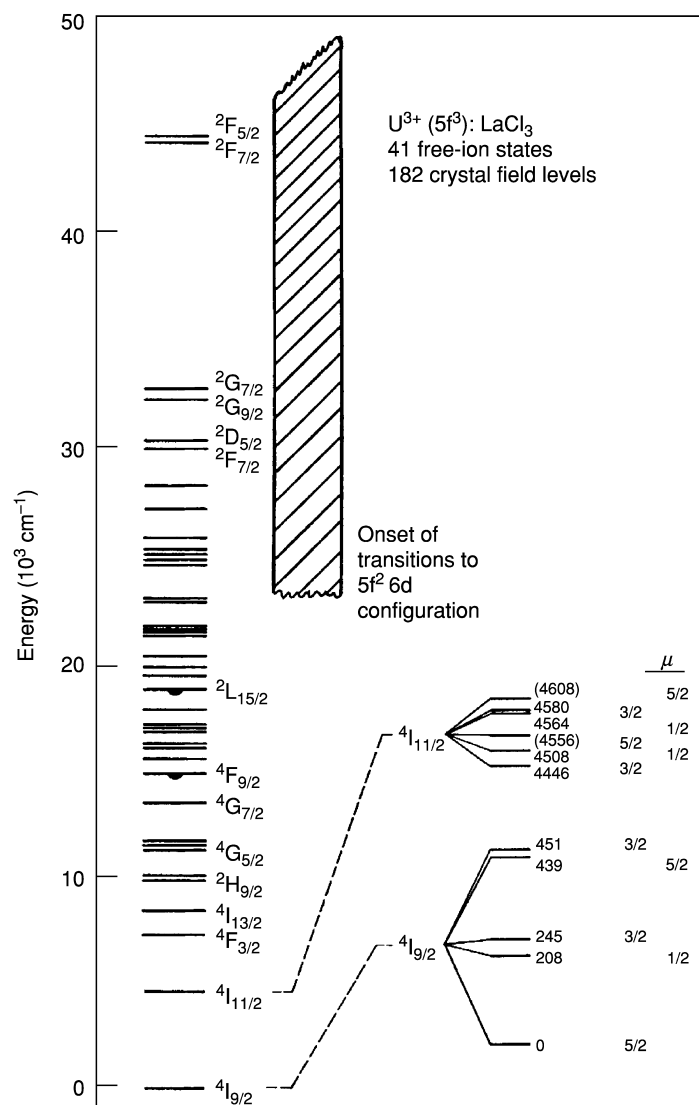 50
40
30
20
10
0
Energy (10³ cm⁻¹)
U³⁺ (5f³): LaCl₃
41 free-ion states
182 crystal field levels
²F₅/₂
²F₇/₂
²G₇/₂
²G₉/₂
²D₅/₂
²F₇/₂
Onset of
transitions to
5f² 6d
configuration
²L₁₅/₂
⁴F₉/₂
⁴G₇/₂
⁴G₅/₂
²H₉/₂
⁴I₁₃/₂
⁴F₃/₂
⁴I₁₁/₂
⁴I₉/₂
μ
⁴I₁₁/₂
(4608) 5/2
4580 3/2
4564 1/2
(4556) 5/2
4508 1/2
4446 3/2
⁴I₉/₂
451 3/2
439 5/2
245 3/2
208 1/2
0 5/2